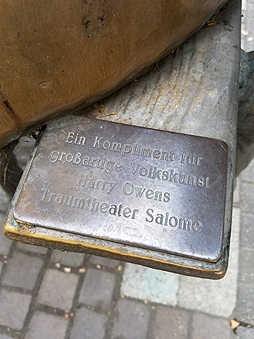 Ein Kompliment für
großartige Volkskunst
Harry Owens
Traumtheater Salome